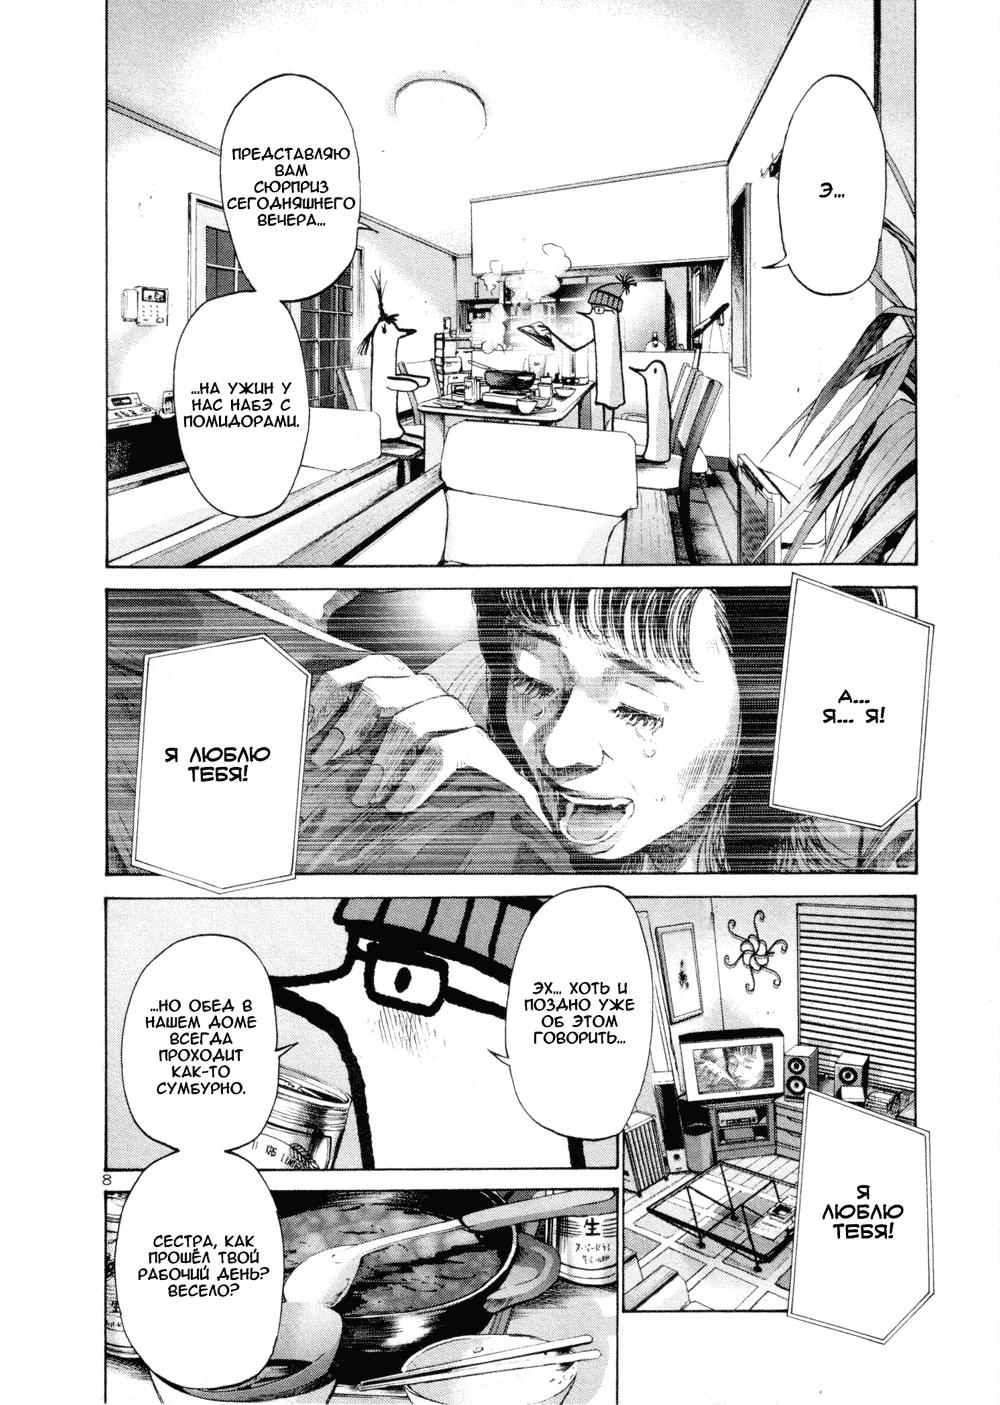 Э...
ПРЕДСТАВЛЯЮ
ВАМ
СЮРПРИЗ
СЕГОДНЯШНЕГО
ВЕЧЕРА...
...НА УЖИН У
НАС НАБЭ С
ПОМИДОРАМИ.
А...
Я... Я!
Я ЛЮБЛЮ
ТЕБЯ!
ЭХ... ХОТЬ И
ПОЗДНО УЖЕ
ОБ ЭТОМ
ГОВОРИТЬ...
...НО ОБЕД В
НАШЕМ ДОМЕ
ВСЕГДА
ПРОХОДИТ
КАК-ТО
СУМБУРНО.
Я
ЛЮБЛЮ
ТЕБЯ!
8
СЕСТРА, КАК
ПРОШЁЛ ТВОЙ
РАБОЧИЙ ДЕНЬ?
ВЕСЕЛО?
生
生